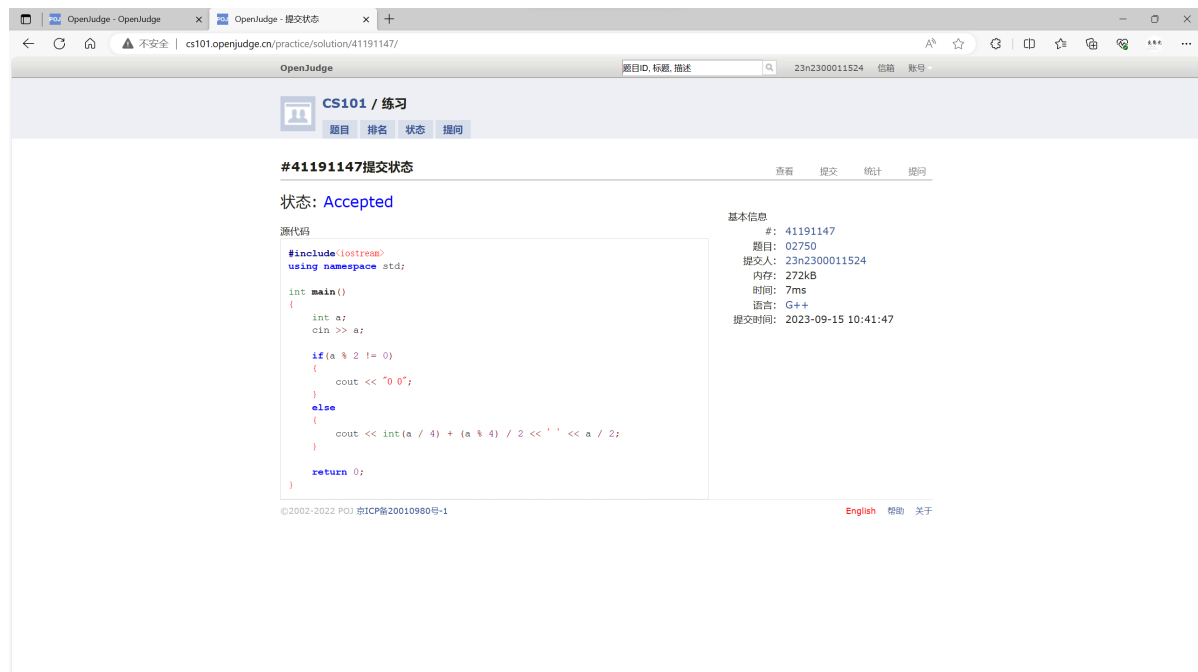 OpenJudge - OpenJudge
OpenJudge - 提交状态
不安全 | cs101.openjudge.cn/practice/solution/41191147/
OpenJudge
题目ID, 标题, 描述
23n2300011524 信箱 账号
CS101 / 练习
题目 排名 状态 提问
#41191147提交状态
查看 提交 统计 提问
状态: Accepted
源代码
#include<iostream>
using namespace std;
int main()
{
int a;
cin >> a;
if(a % 2 != 0)
{
cout << "0 0";
}
else
{
cout << int(a / 4) + (a % 4) / 2 << ' ' << a / 2;
}
return 0;
}
基本信息
#: 41191147
题目: 02750
提交人: 23n2300011524
内存: 272kB
时间: 7ms
语言: G++
提交时间: 2023-09-15 10:41:47
©2002-2022 POJ 京ICP备20010980号-1
English 帮助 关于